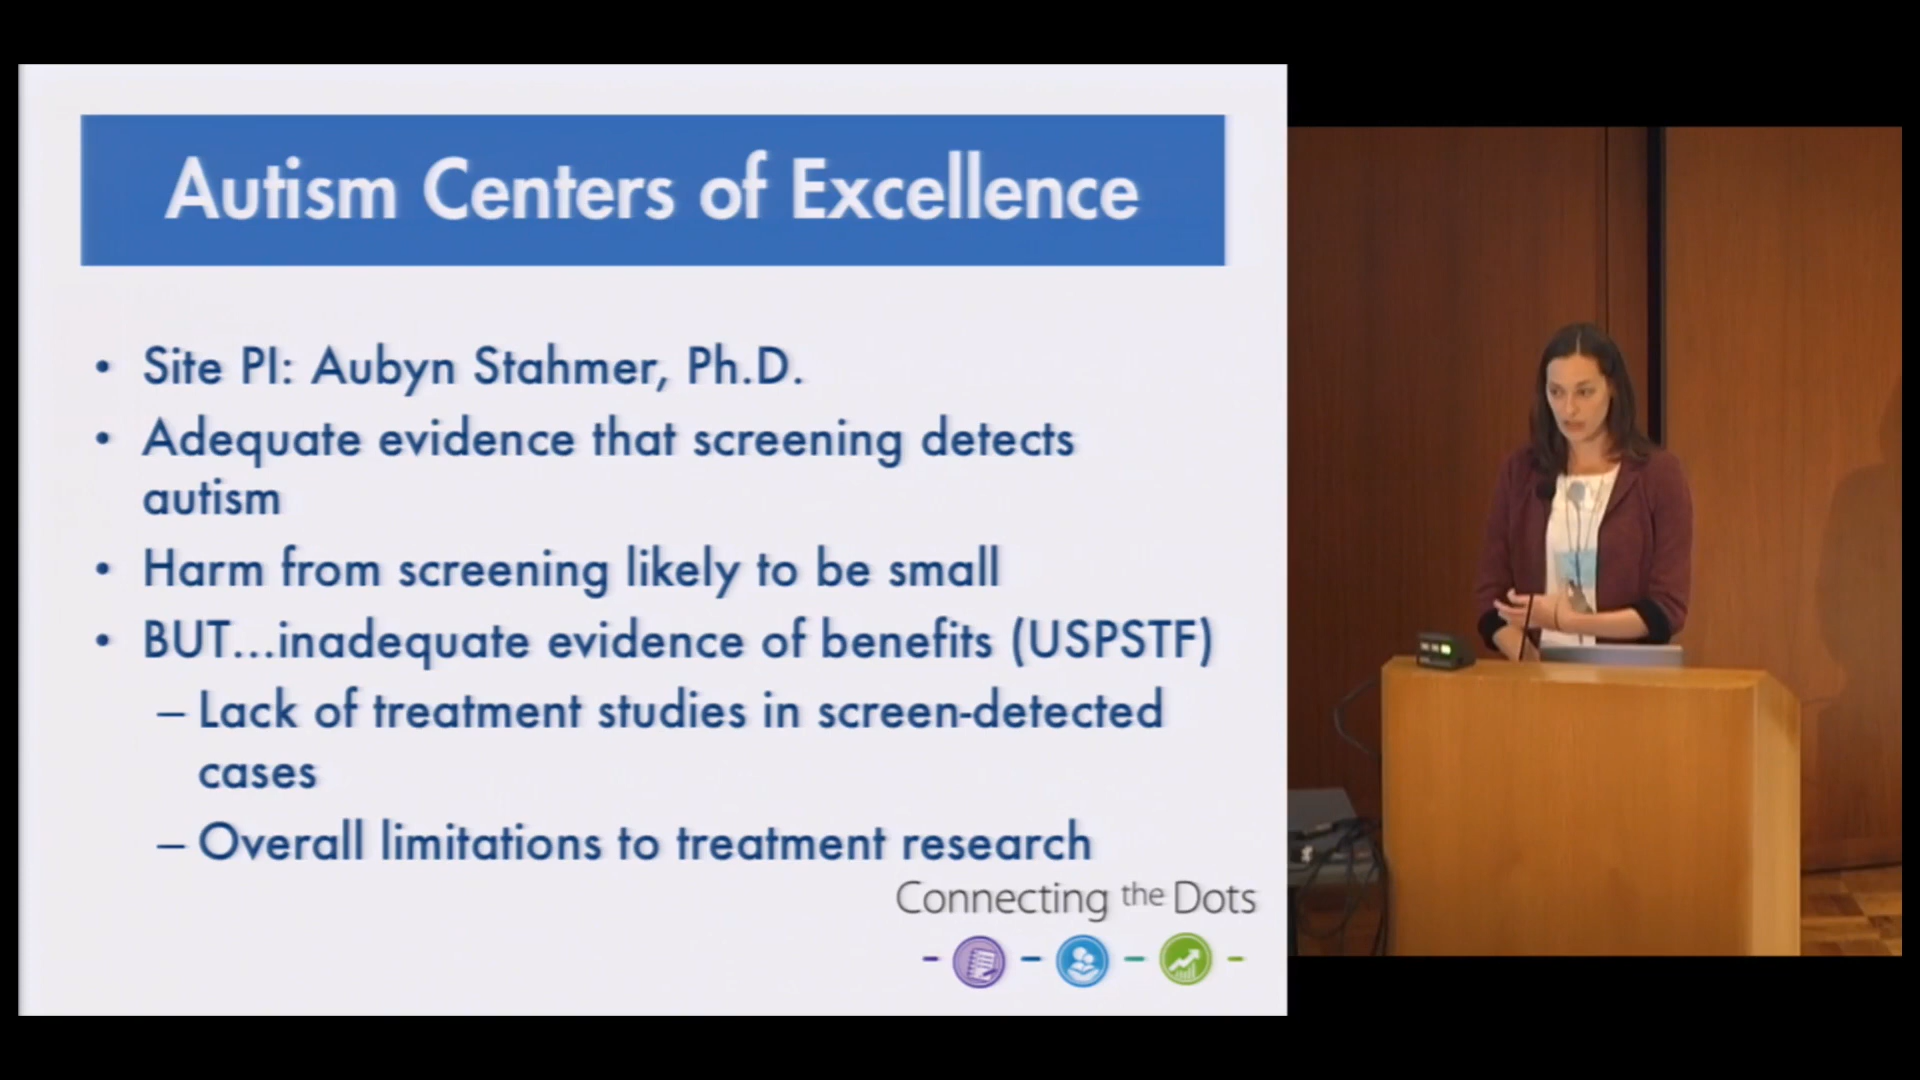 Autism Centers of Excellence
• Site PI: Aubyn Stahmer, Ph.D.
• Adequate evidence that screening detects
autism
• Harm from screening likely to be small
• BUT...inadequate evidence of benefits (USPSTF)
– Lack of treatment studies in screen-detected
cases
– Overall limitations to treatment research
Connecting the Dots